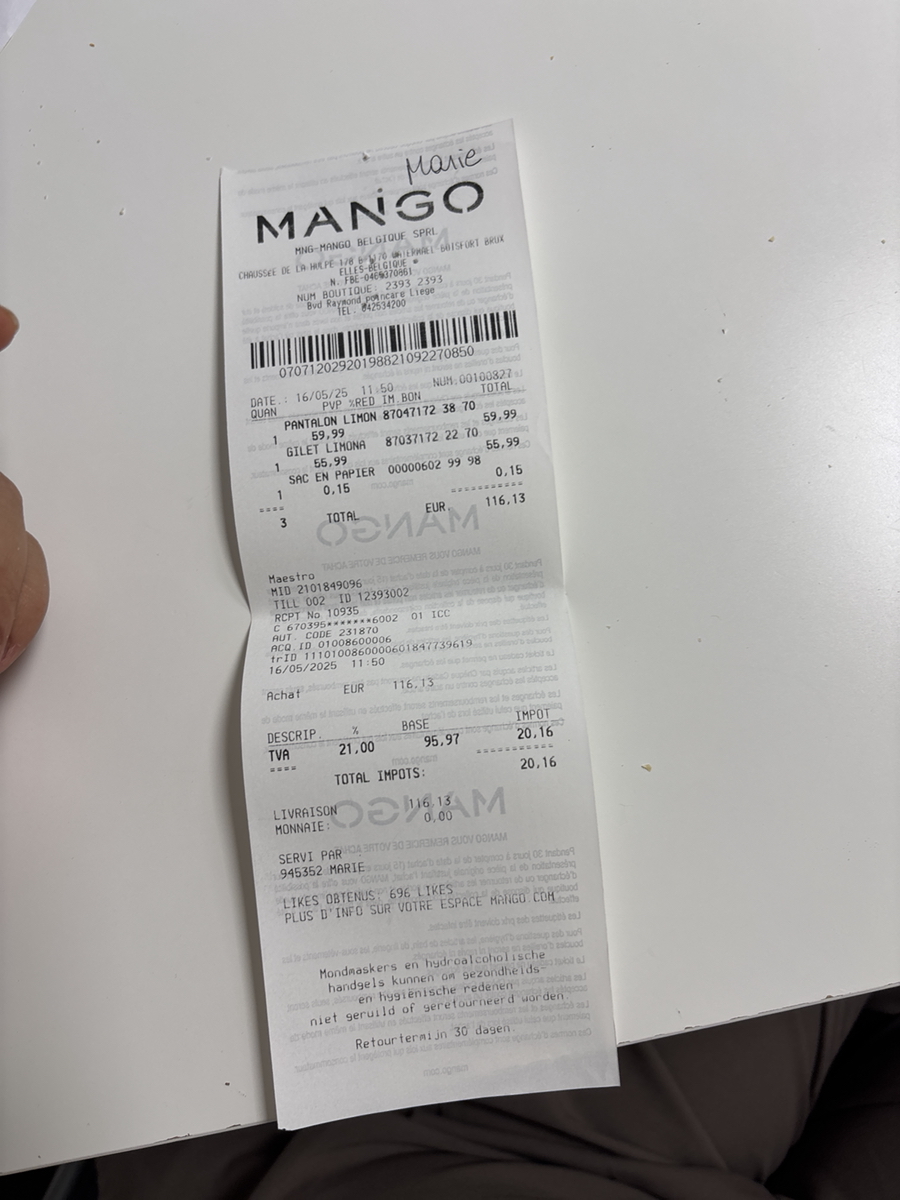 Marie
MANGO
MNG-MANGO BELGIQUE SPRL
CHAUSSEE DE LA HULPE 178 WATERMAEL BOISFORT BRUX
ELLES-BELGIQUE
N. FBE-0469370661
NUM BOUTIQUE: 2393 2393
Bvd Raymond poincare Liege
TEL. 042534200
07071202920198821092270850
DATE.: 16/05/25 11:50 NUM.00100827
QUAN PVP %RED IM.BON TOTAL
PANTALON LIMON 87047172 38 70
1 59,99 59,99
GILET LIMONA 87037172 22 70
1 55,99 55,99
SAC EN PAPIER 00000602 99 98
1 0,15 0,15
==== ===========
3 TOTAL EUR. 116,13
Maestro
MID 2101849096
TILL 002 ID 12393002
RCPT No 10935
C 670395*******6002 01 ICC
AUT. CODE 231870
ACQ ID 01008600006
trID 1110100860000601847739619
16/05/2025 11:50
Achat EUR 116,13
DESCRIP. % BASE IMPOT
TVA 21,00 95,97 20,16
==== ===========
TOTAL IMPOTS: 20,16
LIVRAISON 116,13
MONNAIE: 0,00
SERVI PAR
945352 MARIE
LIKES OBTENUS: 696 LIKES
PLUS D'INFO SUR VOTRE ESPACE MANGO.COM
Mondmaskers en hydroalcoholische
handgels kunnen om gezondheids-
en hygiënische redenen
niet geruild of geretourneerd worden.
Retourtermijn 30 dagen.